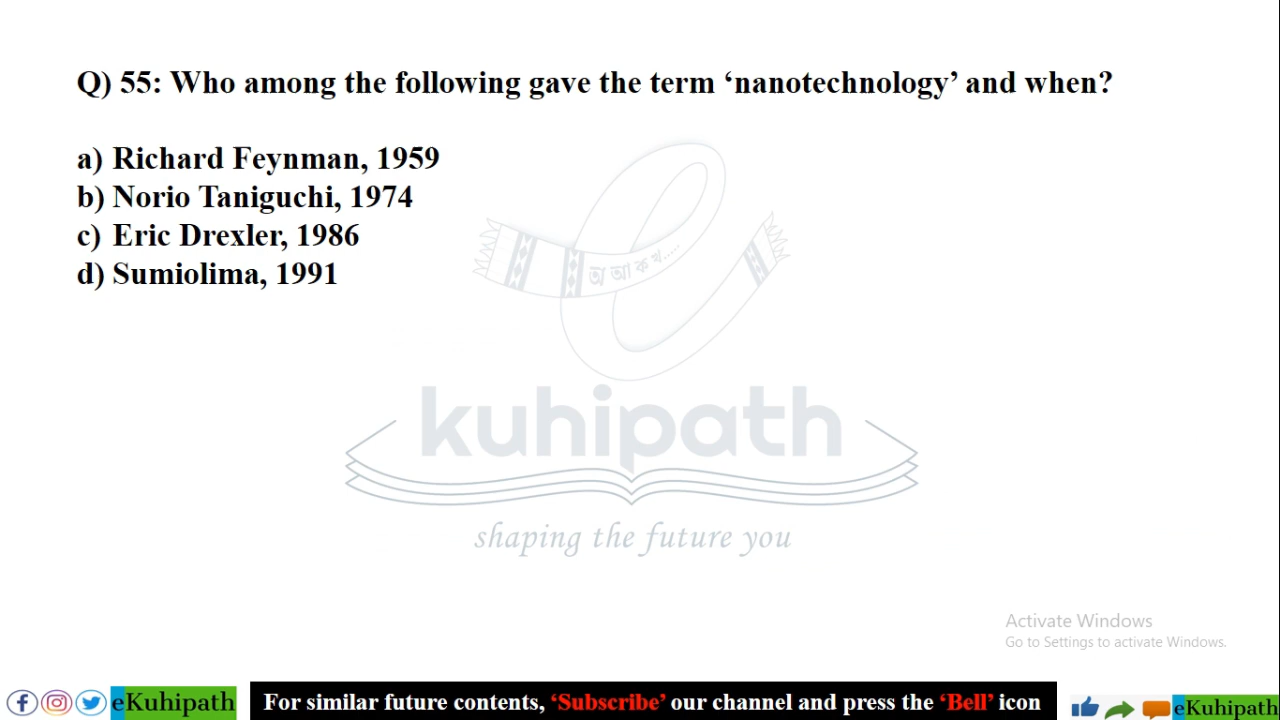 Q) 55: Who among the following gave the term ‘nanotechnology’ and when?
a) Richard Feynman, 1959
b) Norio Taniguchi, 1974
c) Eric Drexler, 1986
d) Sumiolima, 1991
অ আ ক খ.....
kuhipath
shaping the future you
Activate Windows
Go to Settings to activate Windows.
eKuhipath
For similar future contents, ‘Subscribe’ our channel and press the ‘Bell’ icon
eKuhipath